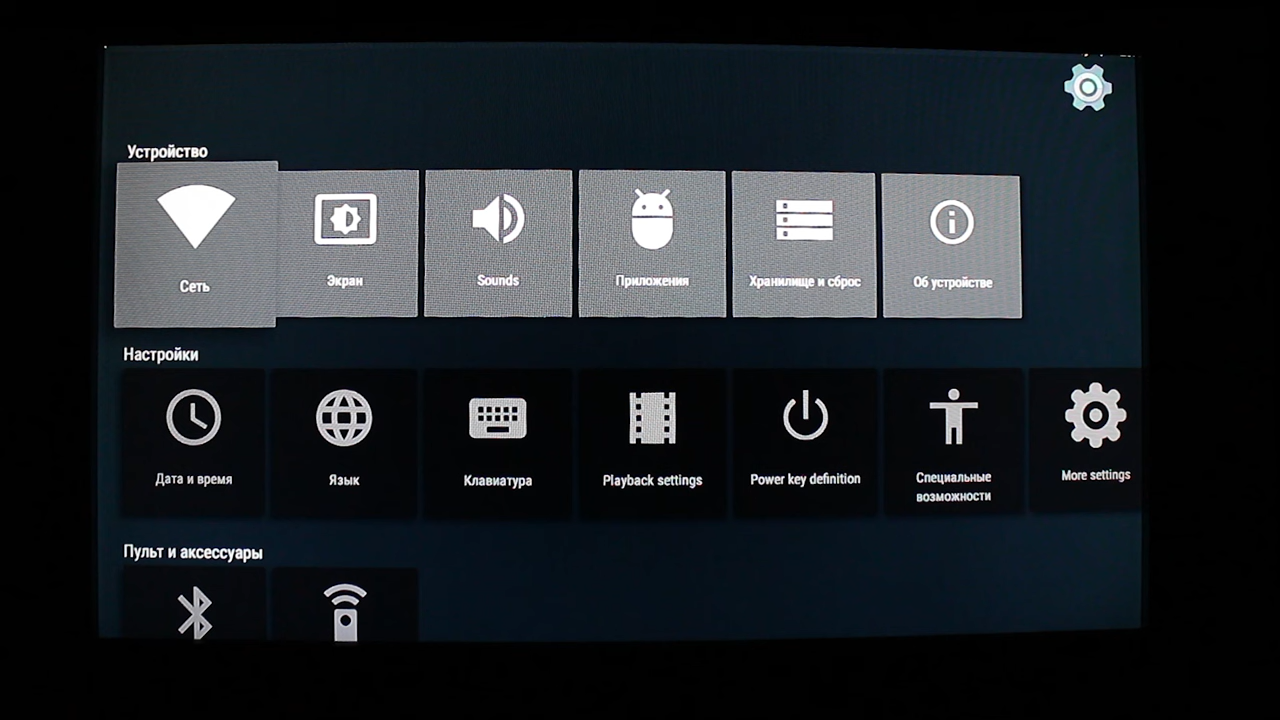 Устройство
Сеть
Экран
Sounds
Приложения
Хранилище и сброс
Об устройстве
Настройки
Дата и время
Язык
Клавиатура
Playback settings
Power key definition
Специальные
возможности
More settings
Пульт и аксессуары